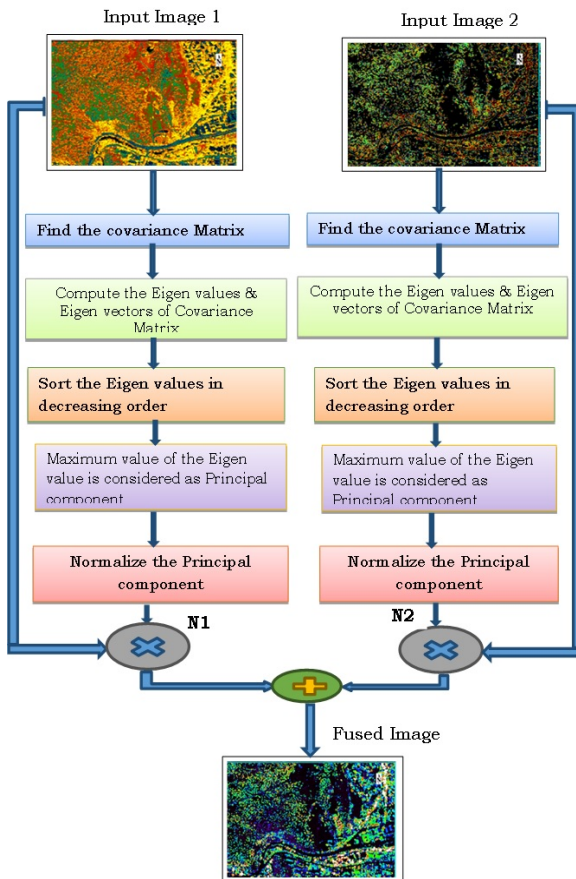 Input Image 1
Input Image 2
Find the covariance Matrix
Find the covariance Matrix
Compute the Eigen values &
Eigen vectors of Covariance
Matrix
Compute the Eigen values & Eigen
vectors of Covariance Matrix
Sort the Eigen values in
decreasing order
Sort the Eigen values in
decreasing order
Maximum value of the Eigen
value is considered as Principal
component
Maximum value of the Eigen
value is considered as
Principal component
Normalize the Principal
component
Normalize the Principal
component
N1
N2
Fused Image